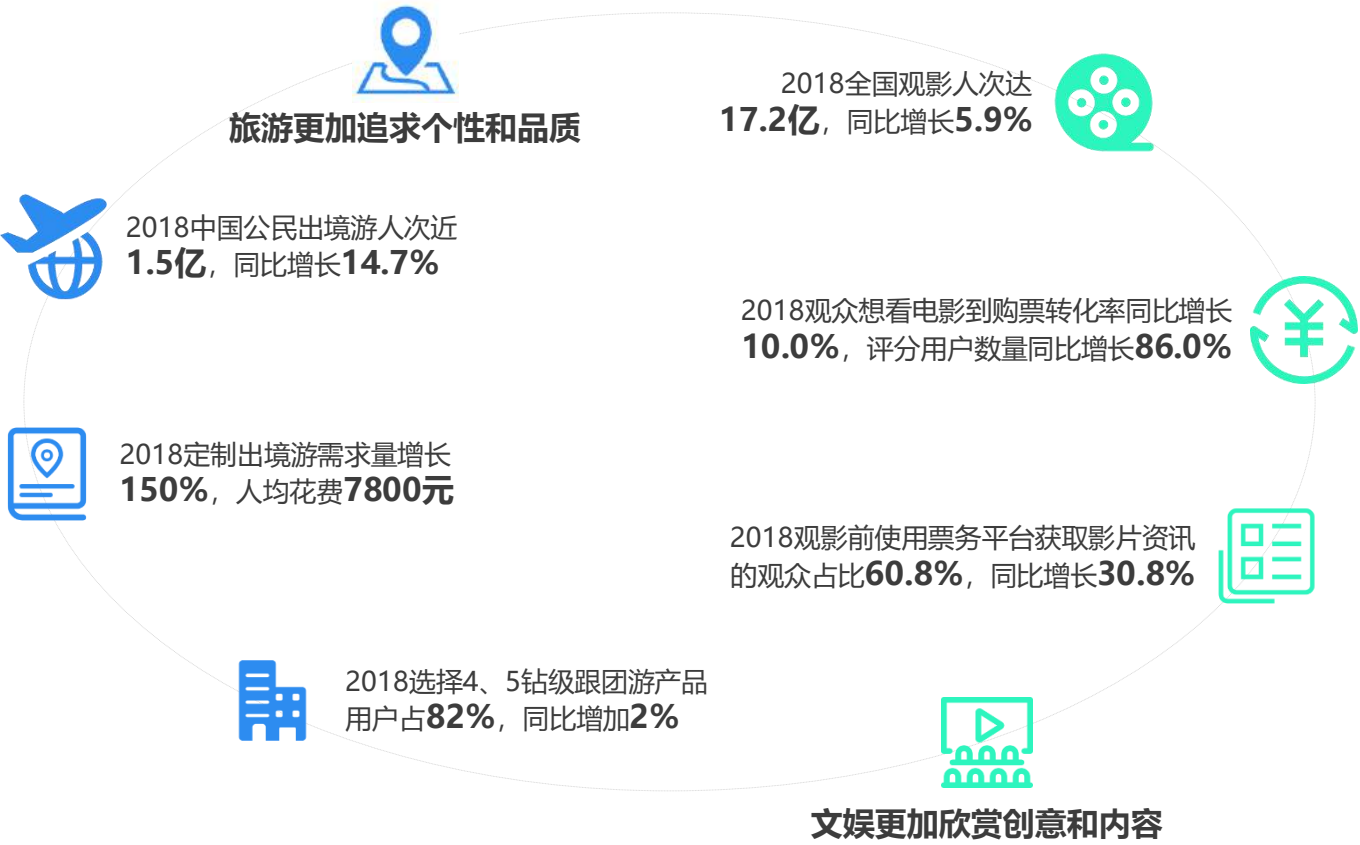 旅游更加追求个性和品质
2018中国公民出境游人次近
1.5亿，同比增长14.7%
2018定制出境游需求量增长
150%，人均花费7800元
2018选择4、5钻级跟团游产品
用户占82%，同比增加2%
2018全国观影人次达
17.2亿，同比增长5.9%
2018观众想看电影到购票转化率同比增长
10.0%，评分用户数量同比增长86.0%
2018观影前使用票务平台获取影片资讯
的观众占比60.8%，同比增长30.8%
文娱更加欣赏创意和内容